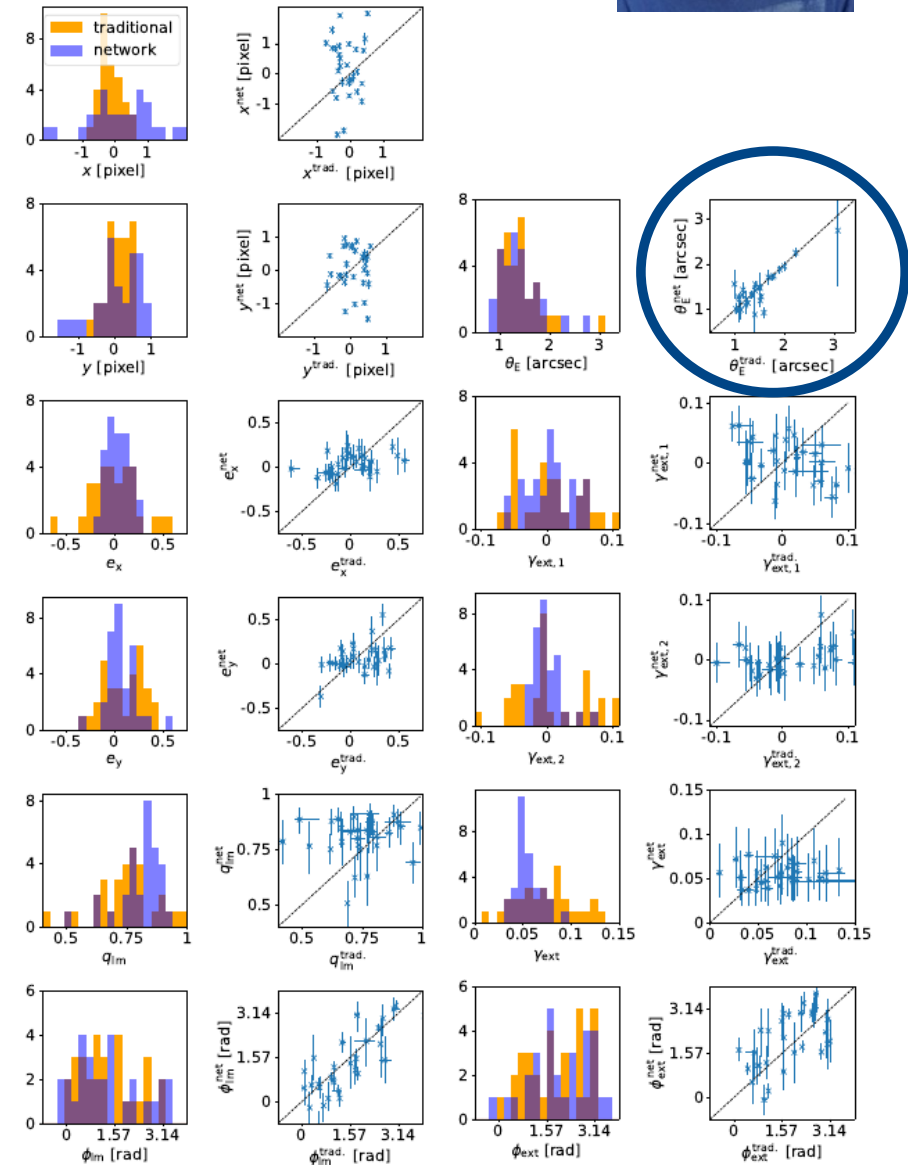 traditional
network
8
4
0
-1 0 1
x [pixel]
x^net [pixel]
1
0
-1
-1 0 1
x^trad. [pixel]
8
4
0
-1 0 1
y [pixel]
y^net [pixel]
1
0
-1
-1 0 1
y^trad. [pixel]
8
4
0
1 2 3
θ_E [arcsec]
θ_E^net [arcsec]
3
2
1
1 2 3
θ_E^trad. [arcsec]
8
4
0
-0.5 0 0.5
e_x
e_x^net
0.5
0
-0.5
-0.5 0 0.5
e_x^trad.
8
4
0
-0.1 0 0.1
γ_ext, 1
γ_ext, 1^net
0.1
0
-0.1
-0.1 0 0.1
γ_ext, 1^trad.
8
4
0
-0.5 0 0.5
e_y
e_y^net
0.5
0
-0.5
-0.5 0 0.5
e_y^trad.
8
4
0
-0.1 0 0.1
γ_ext, 2
γ_ext, 2^net
0.1
0
-0.1
-0.1 0 0.1
γ_ext, 2^trad.
8
4
0
0.5 0.75 1
q_lm
q_lm^net
1
0.75
0.5
0.5 0.75 1
q_lm^trad.
8
4
0
0 0.05 0.15
γ_ext
γ_ext^net
0.15
0.1
0.05
0
0 0.05 0.1 0.15
γ_ext^trad.
6
4
2
0
0 1.57 3.14
ϕ_lm [rad]
ϕ_lm^net [rad]
3.14
1.57
0
0 1.57 3.14
ϕ_lm^trad. [rad]
6
4
2
0
0 1.57 3.14
ϕ_ext [rad]
ϕ_ext^net [rad]
3.14
1.57
0
0 1.57 3.14
ϕ_ext^trad. [rad]